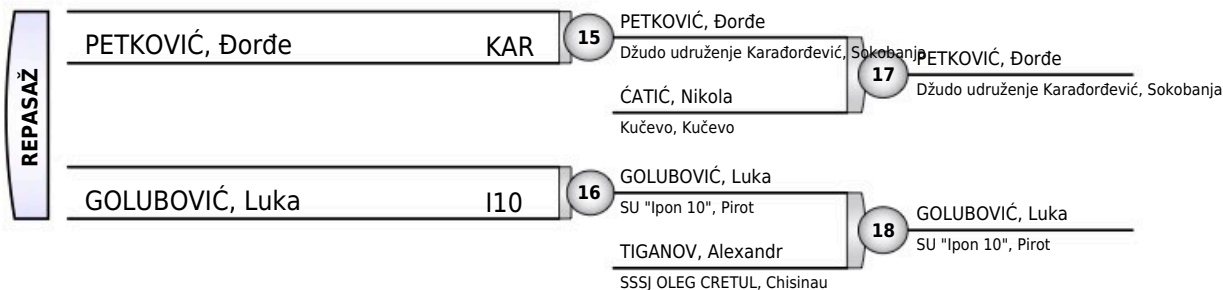 REPASAŽ
PETKOVIĆ, Đorđe KAR
15
PETKOVIĆ, Đorđe
Džudo udruženje Karađorđević, Sokobanja
ĆATIĆ, Nikola
Kučevo, Kučevo
17
PETKOVIĆ, Đorđe
Džudo udruženje Karađorđević, Sokobanja
GOLUBOVIĆ, Luka I10
16
GOLUBOVIĆ, Luka
SU "Ipon 10", Pirot
TIGANOV, Alexandr
SSSJ OLEG CRETUL, Chisinau
18
GOLUBOVIĆ, Luka
SU "Ipon 10", Pirot